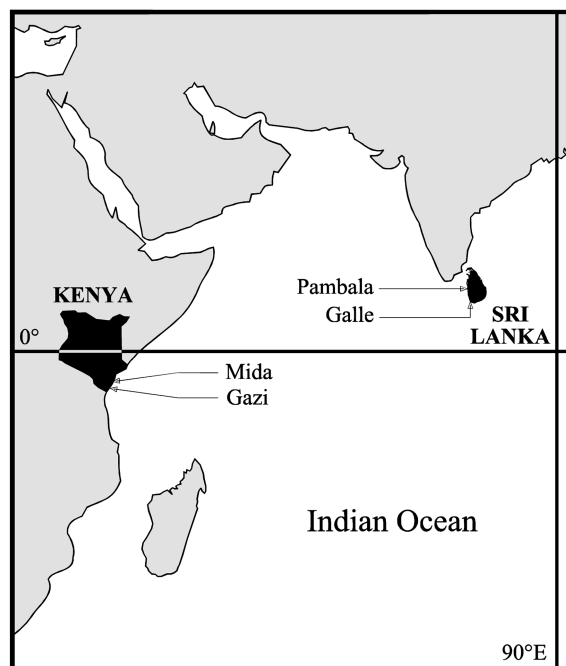 KENYA
Pambala
Galle
SRI
LANKA
0°
Mida
Gazi
Indian Ocean
90°E